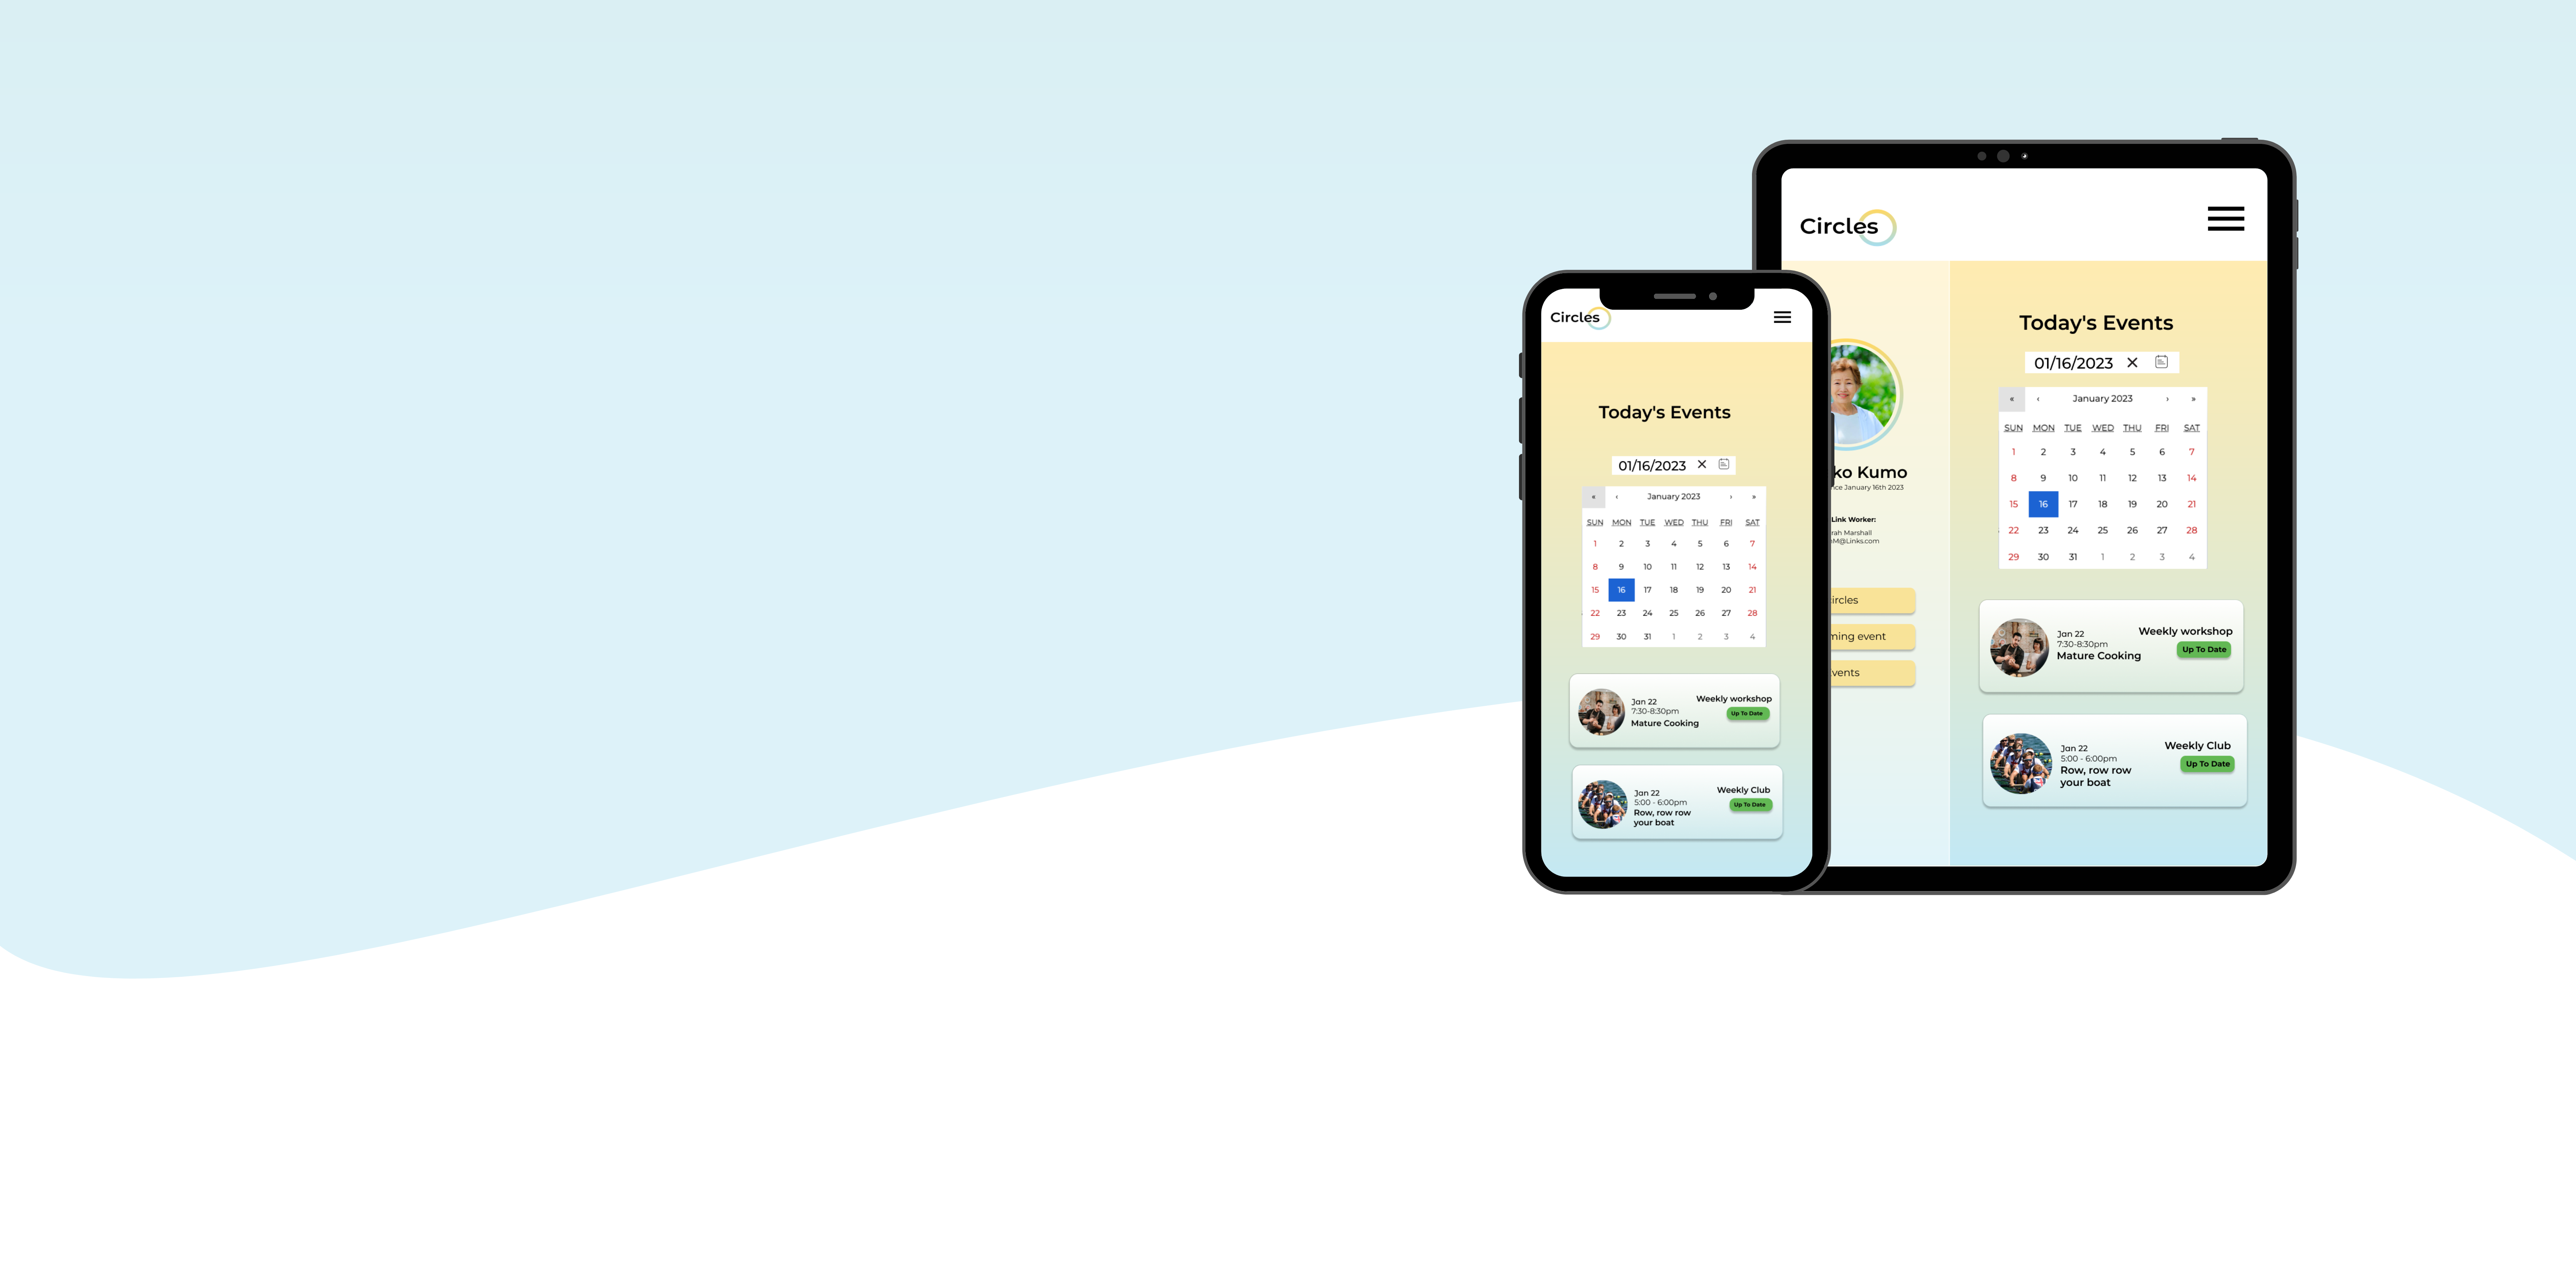 Circles
Today's Events
01/16/2023
« ‹ January 2023 › »
SUN MON TUE WED THU FRI SAT
1 2 3 4 5 6 7
8 9 10 11 12 13 14
15 16 17 18 19 20 21
22 23 24 25 26 27 28
29 30 31 1 2 3 4
Jan 22
7:30-8:30pm
Mature Cooking
Weekly workshop
Up To Date
Jan 22
5:00 - 6:00pm
Row, row row
your boat
Weekly Club
Up To Date
Circles
Kumo
January 16th 2023
Link Worker:
Marshall
Today's Events
01/16/2023
« ‹ January 2023 › »
SUN MON TUE WED THU FRI SAT
1 2 3 4 5 6 7
8 9 10 11 12 13 14
15 16 17 18 19 20 21
22 23 24 25 26 27 28
29 30 31 1 2 3 4
event
Jan 22
7:30-8:30pm
Mature Cooking
Weekly workshop
Up To Date
Jan 22
5:00 - 6:00pm
Row, row row
your boat
Weekly Club
Up To Date